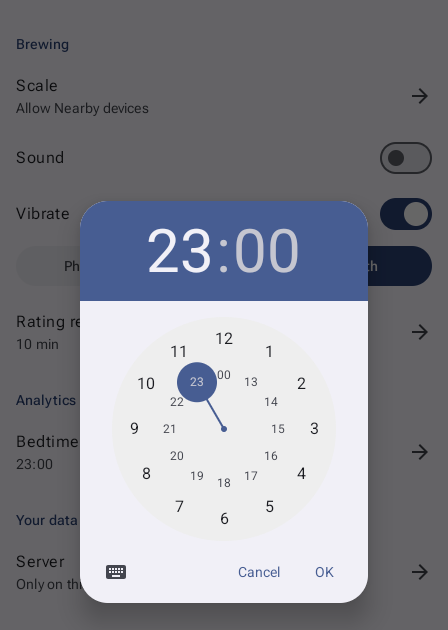 Brewing
Scale
Allow Nearby devices
Sound
Vibrate
23:00
Rating
10 min
12
11 1
10 23 00 13 2
22 14
9 21 15 3
20 16
8 19 18 17 4
7 5
6
Analytics
Bedtime
23:00
Your data
Server
Only on
Cancel OK